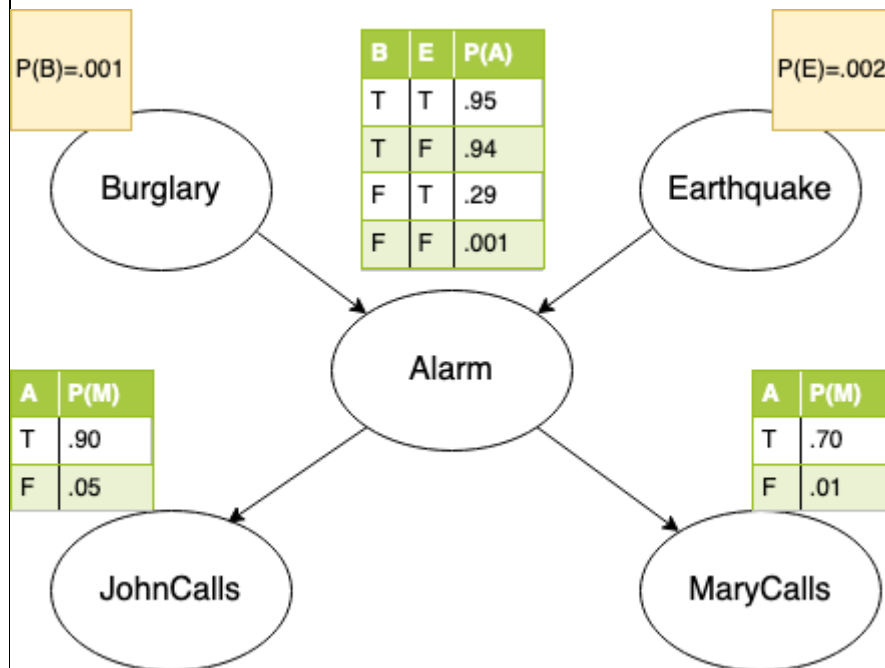 P(B)=.001
B E P(A)
T T .95
T F .94
F T .29
F F .001
P(E)=.002
Burglary
Earthquake
Alarm
A P(M)
T .90
F .05
A P(M)
T .70
F .01
JohnCalls
MaryCalls